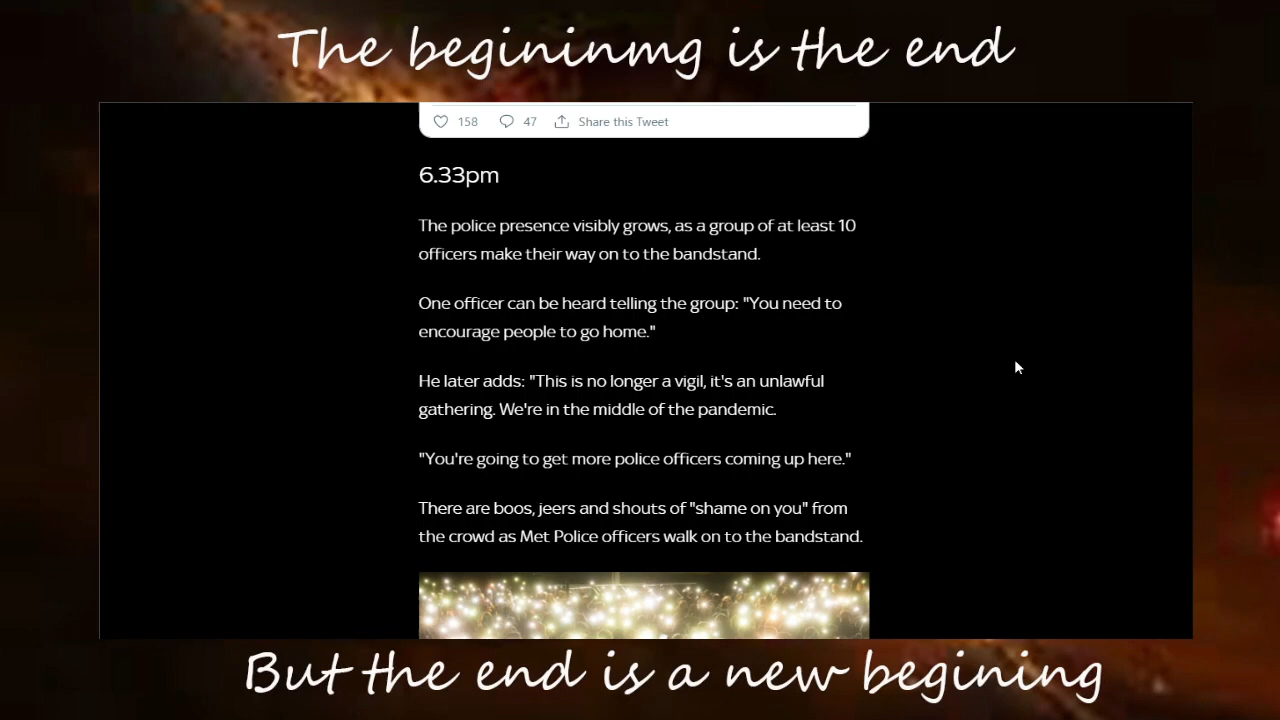 The begininmg is the end
158 47 Share this Tweet
6.33pm
The police presence visibly grows, as a group of at least 10
officers make their way on to the bandstand.
One officer can be heard telling the group: "You need to
encourage people to go home."
He later adds: "This is no longer a vigil, it's an unlawful
gathering. We're in the middle of the pandemic.
"You're going to get more police officers coming up here."
There are boos, jeers and shouts of "shame on you" from
the crowd as Met Police officers walk on to the bandstand.
But the end is a new begining